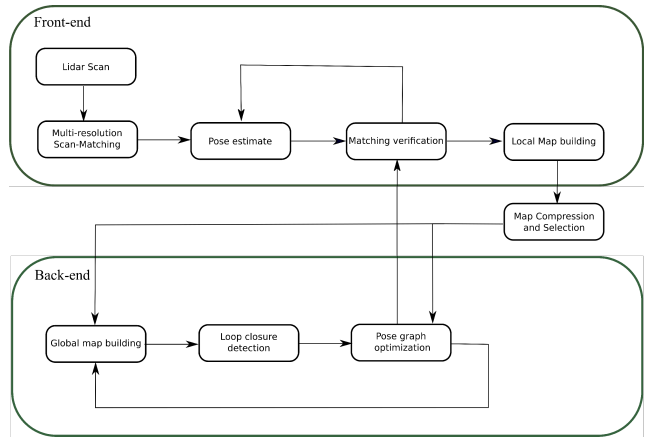 Front-end
Lidar Scan
Multi-resolution
Scan-Matching
Pose estimate
Matching verification
Local Map building
Map Compression
and Selection
Back-end
Global map building
Loop closure
detection
Pose graph
optimization